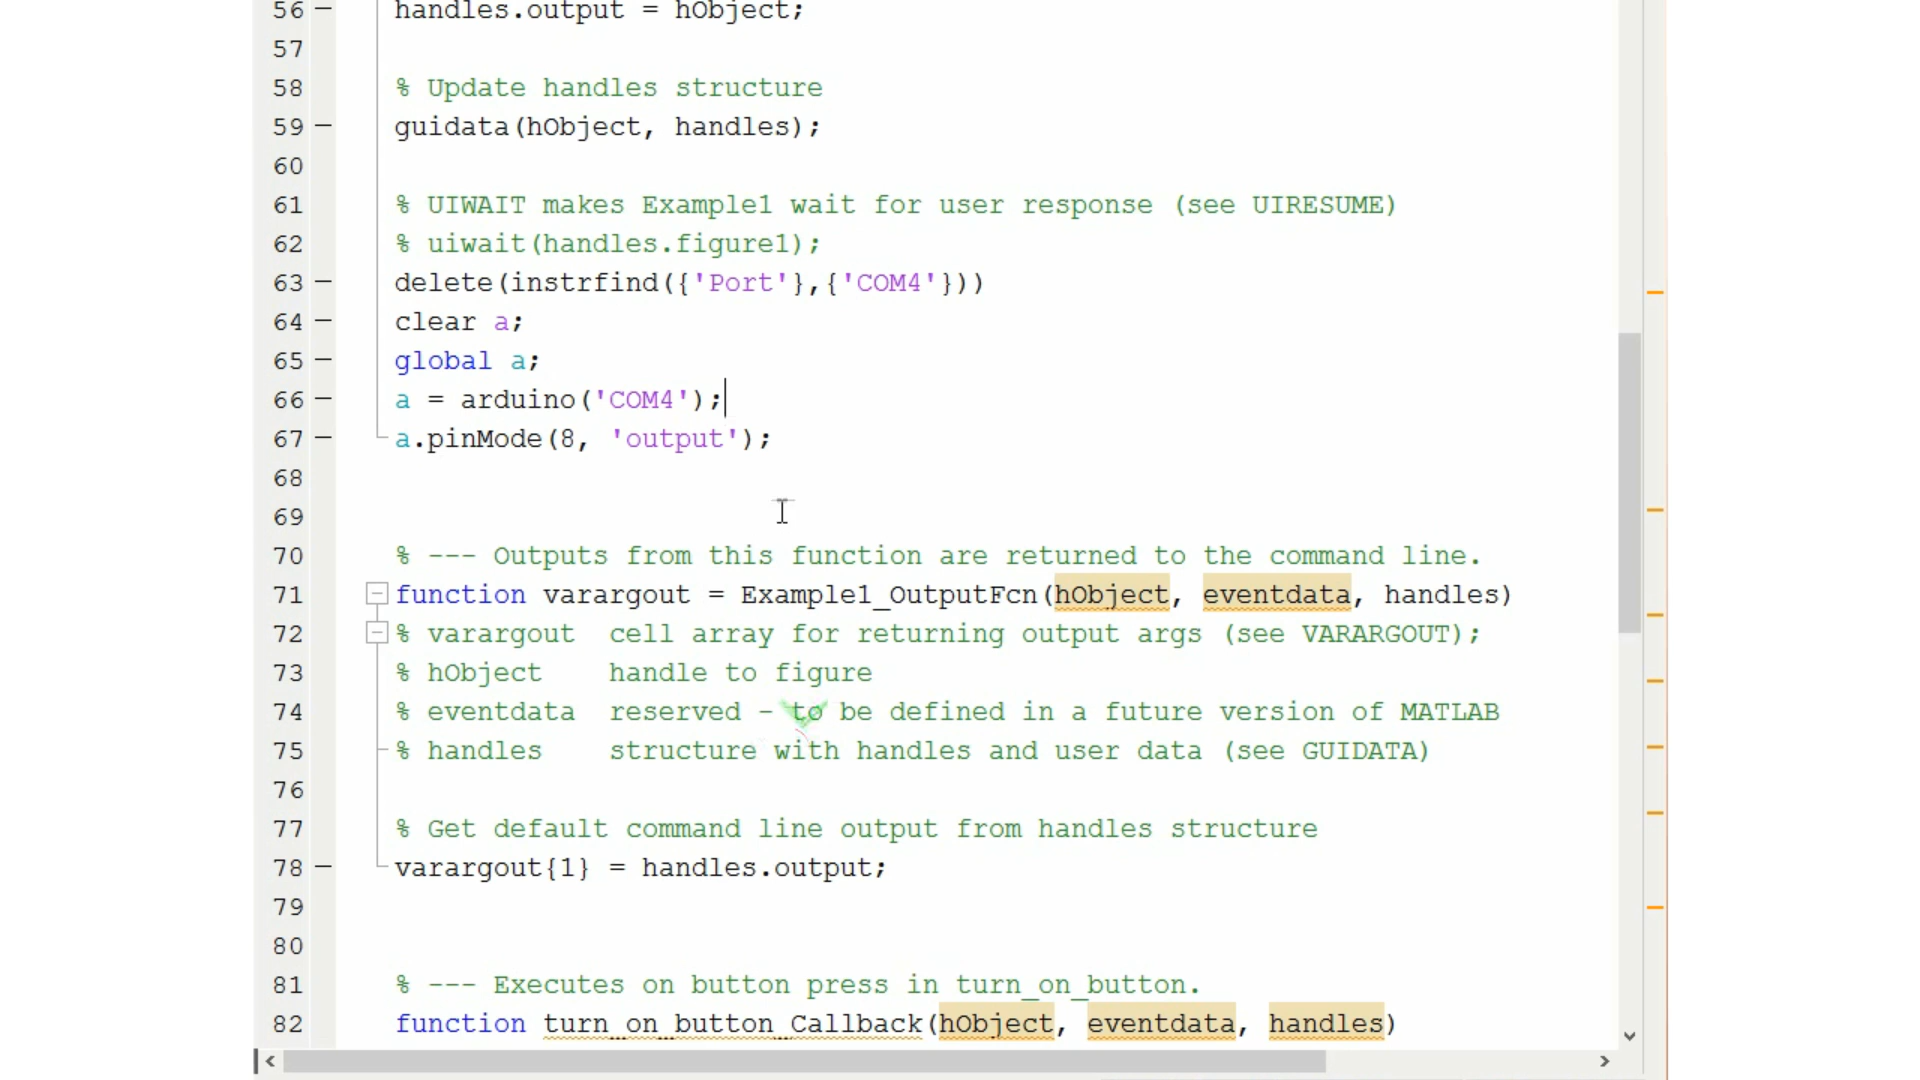 56 handles.output = hObject;
57
58 % Update handles structure
59 guidata(hObject, handles);
60
61 % UIWAIT makes Example1 wait for user response (see UIRESUME)
62 % uiwait(handles.figure1);
63 delete(instrfind({'Port'},{'COM4'}))
64 clear a;
65 global a;
66 a = arduino('COM4');
67 a.pinMode(8, 'output');
68
69
70 % --- Outputs from this function are returned to the command line.
71 function varargout = Example1_OutputFcn(hObject, eventdata, handles)
72 % varargout  cell array for returning output args (see VARARGOUT);
73 % hObject    handle to figure
74 % eventdata  reserved - to be defined in a future version of MATLAB
75 % handles    structure with handles and user data (see GUIDATA)
76
77 % Get default command line output from handles structure
78 varargout{1} = handles.output;
79
80
81 % --- Executes on button press in turn_on_button.
82 function turn_on_button_Callback(hObject, eventdata, handles)